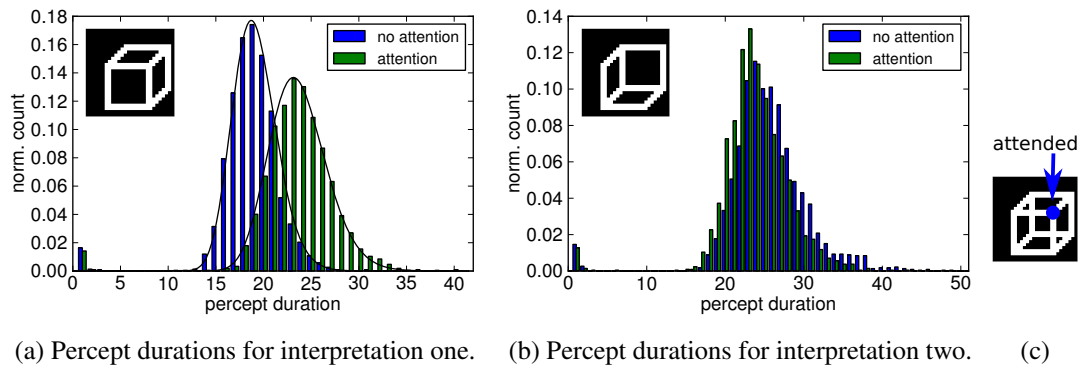 0.18
0.16
0.14
0.12
0.10
0.08
0.06
0.04
0.02
0.00
norm. count
no attention
attention
0 5 10 15 20 25 30 35 40
percept duration
0.14
0.12
0.10
0.08
0.06
0.04
0.02
0.00
norm. count
no attention
attention
0 10 20 30 40 50
percept duration
attended
(a) Percept durations for interpretation one.
(b) Percept durations for interpretation two.
(c)